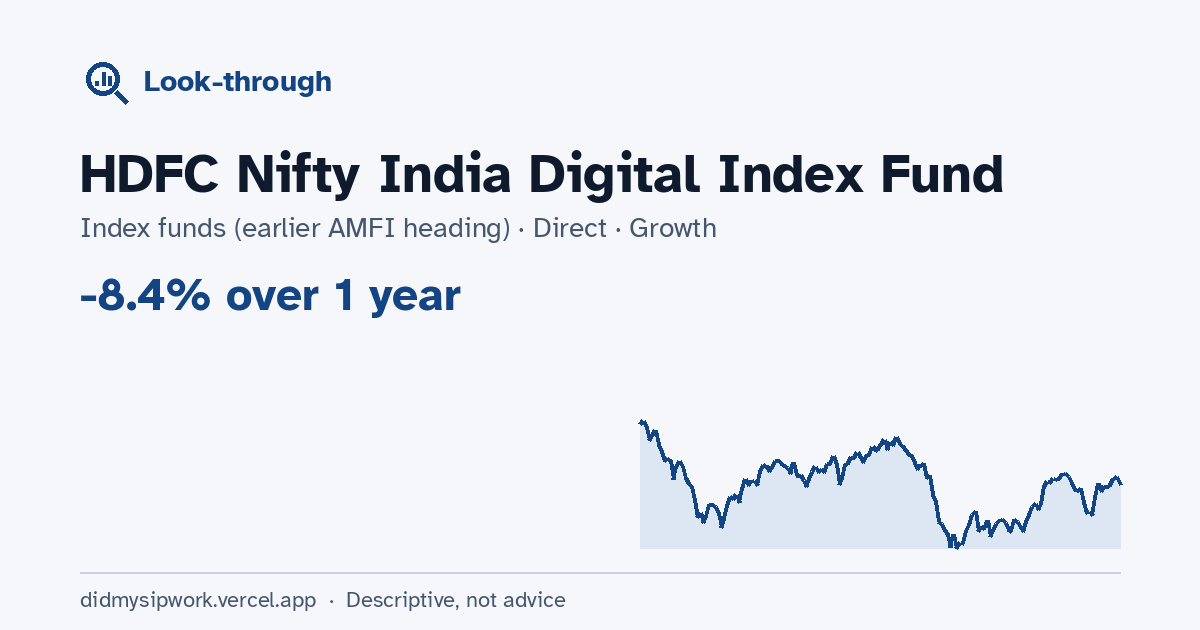 Look-through
HDFC Nifty India Digital Index Fund
Index funds (earlier AMFI heading) · Direct · Growth
-8.4% over 1 year
didmysipwork.vercel.app · Descriptive, not advice